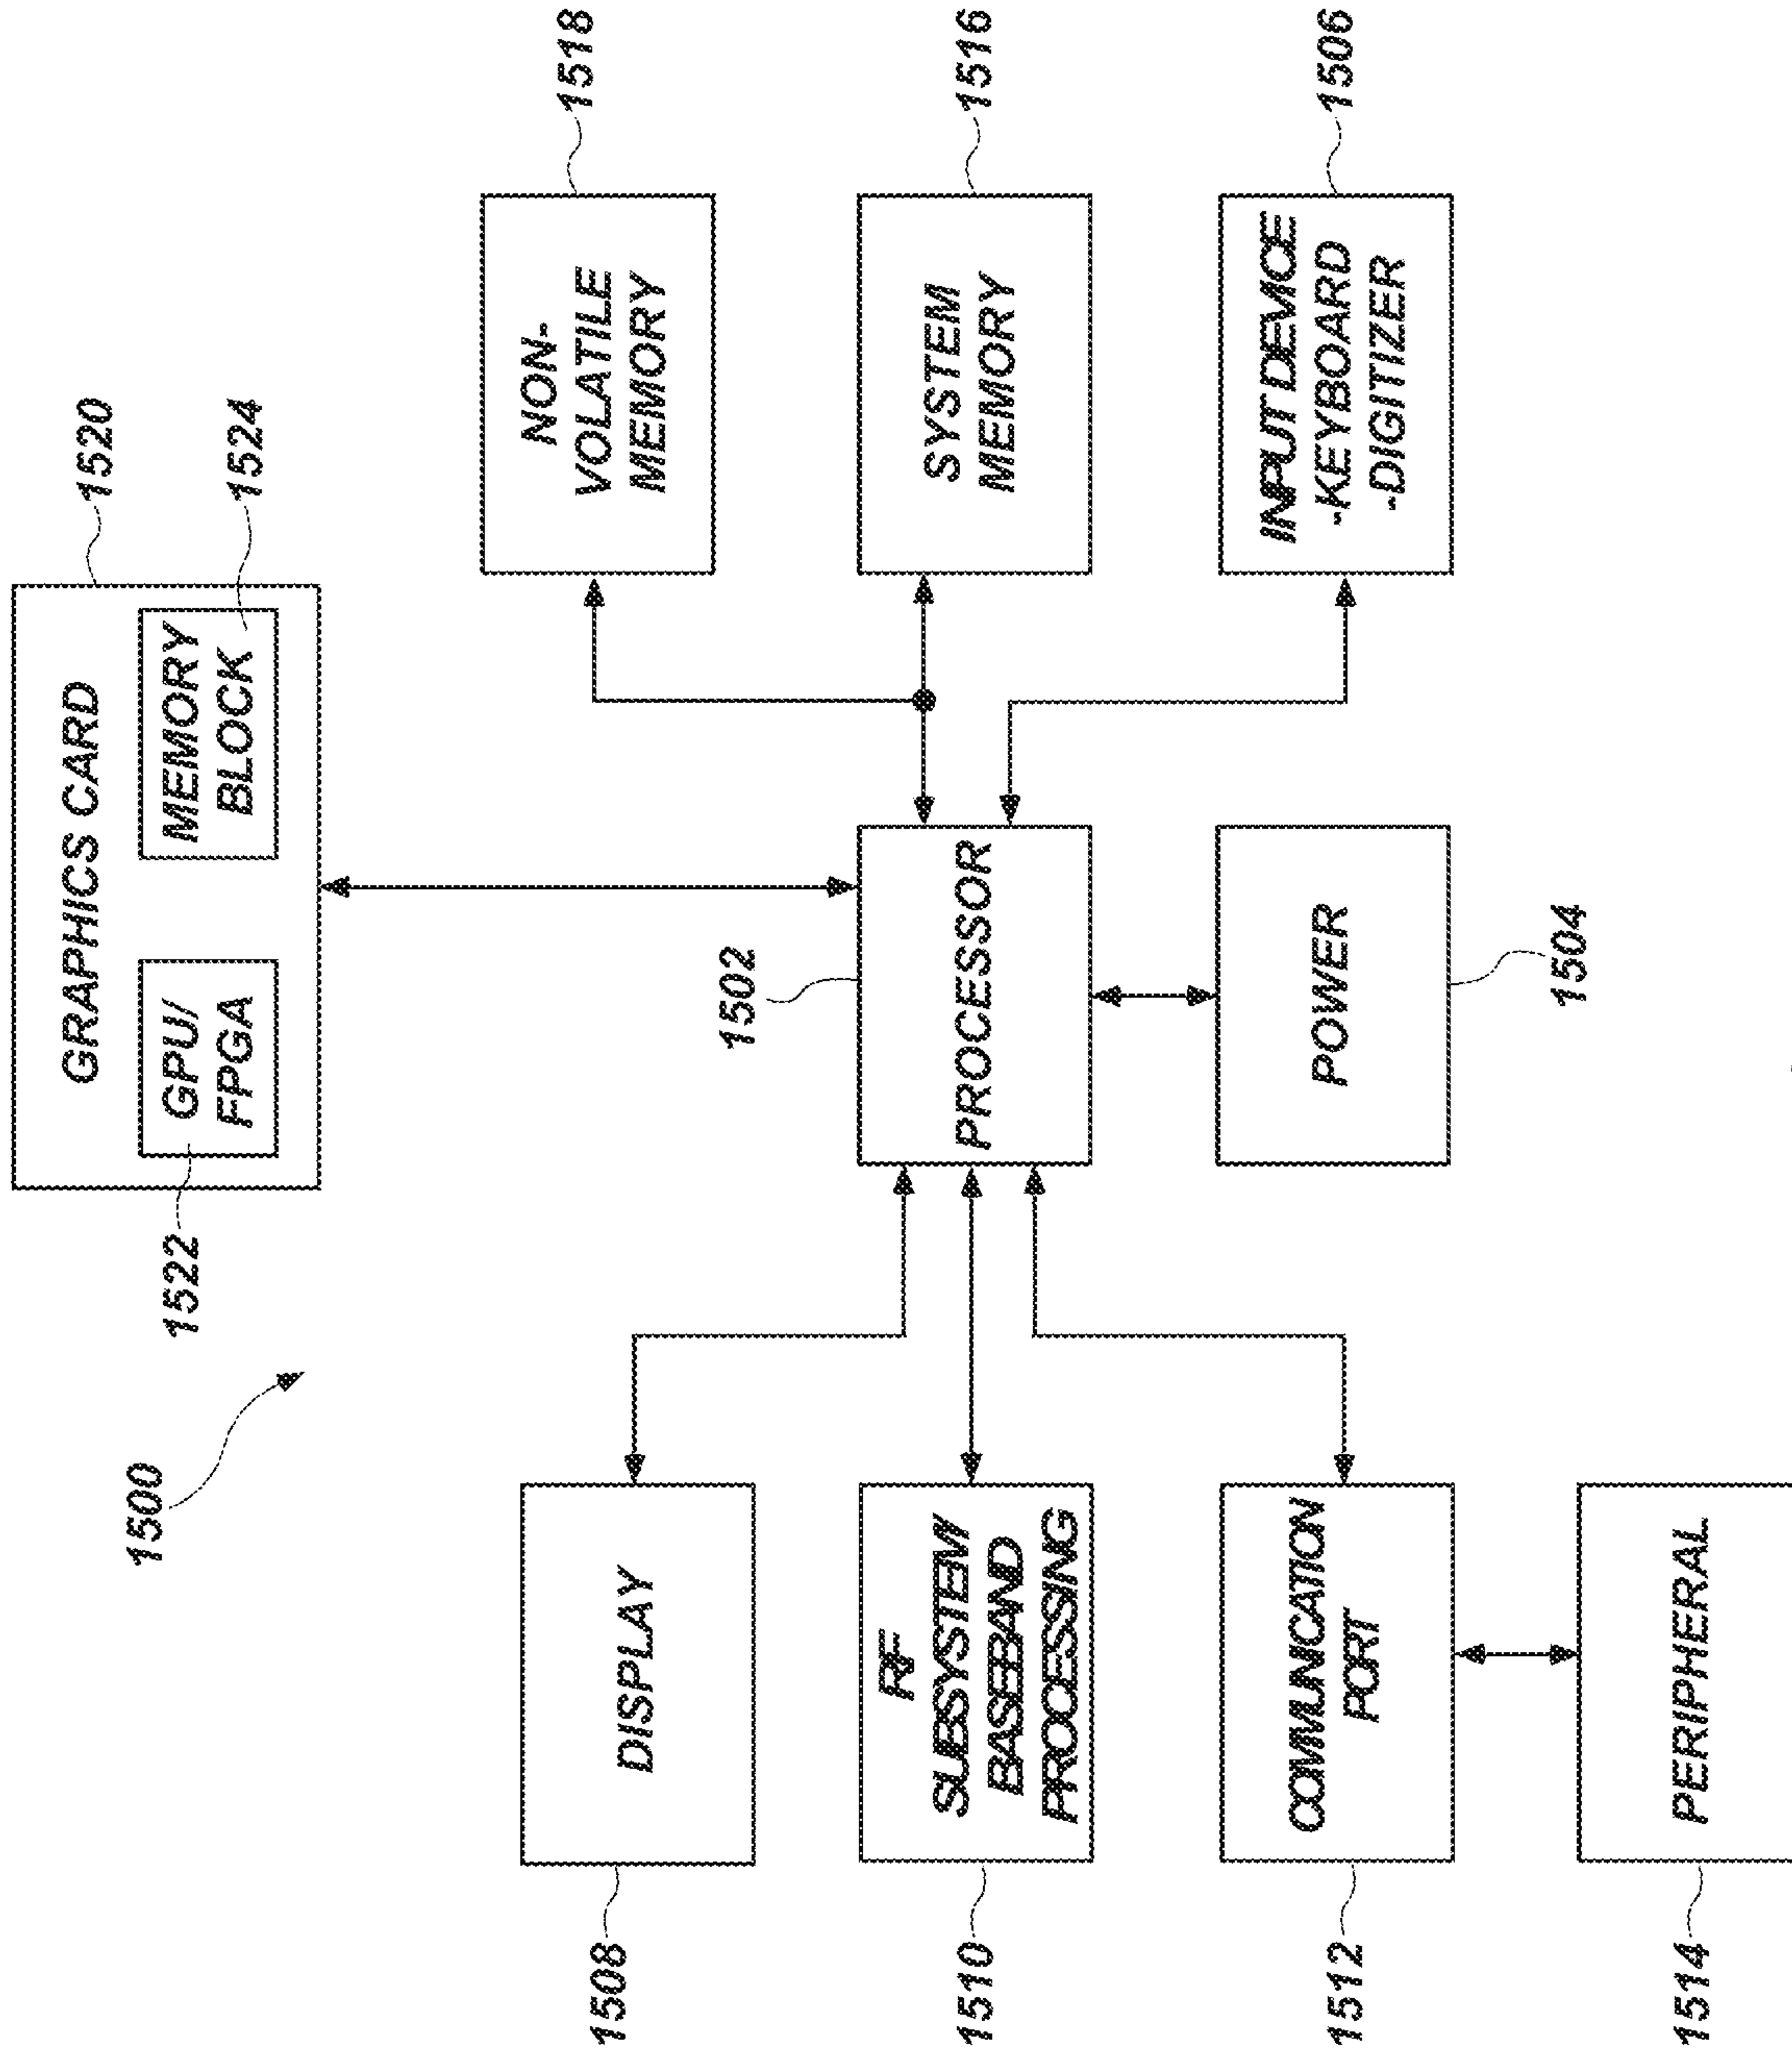 1500
GRAPHICS CARD
1520
GPU/
FPGA
1522
MEMORY
BLOCK
1524
DISPLAY
1508
RF
SUBSYSTEM/
BASEBAND
PROCESSING
1510
COMMUNICATION
PORT
1512
PERIPHERAL
1514
1502
PROCESSOR
POWER
1504
NON-
VOLATILE
MEMORY
1518
SYSTEM
MEMORY
1516
INPUT DEVICE
-KEYBOARD
-DIGITIZER
1506